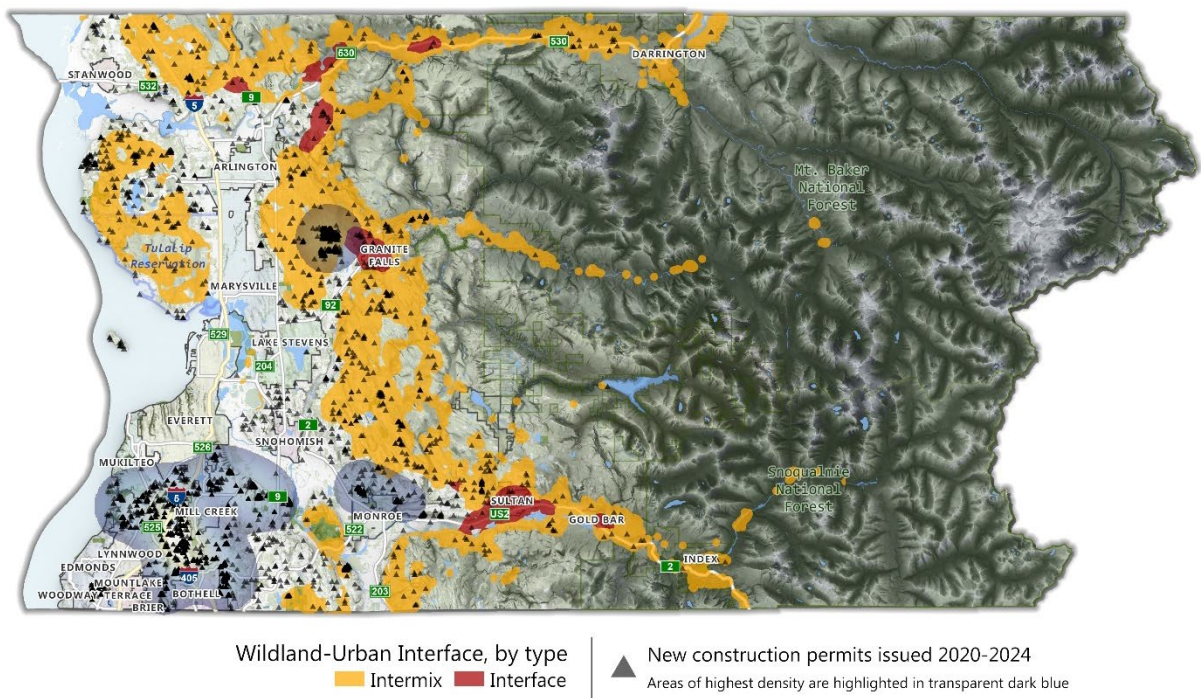 530
530
DARRINGTON
STANWOOD
532
9
5
ARLINGTON
Mt. Baker
National
Forest
Tulalip
Reservation
GRANITE
FALLS
MARYSVILLE
92
529
LAKE STEVENS
204
EVERETT
2
526
SNOHOMISH
MUKILTEO
Snoqualmie
National
Forest
5
9
SULTAN
US2
MILL CREEK
525
MONROE
GOLD BAR
522
LYNNWOOD
EDMONDS
2
INDEX
405
MOUNTLAKE
TERRACE
WOODWAY
BOTHELL
203
BRIER
Wildland-Urban Interface, by type
Intermix
Interface
New construction permits issued 2020-2024
Areas of highest density are highlighted in transparent dark blue